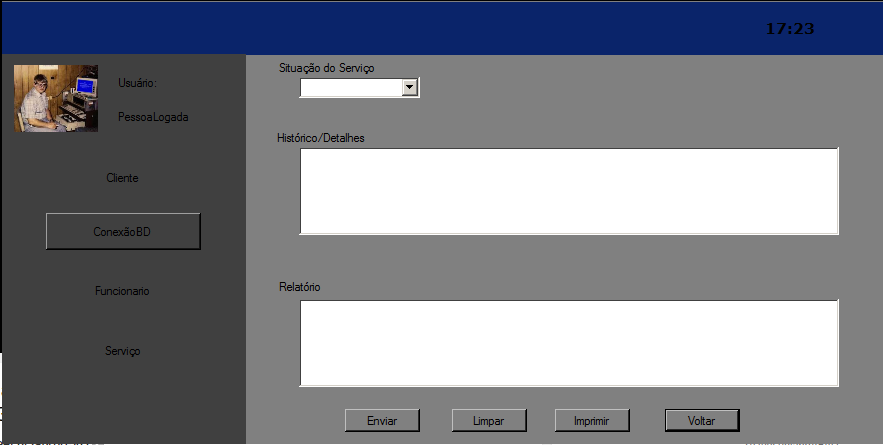 17:23
Usuário:
PessoaLogada
Cliente
ConexãoBD
Funcionario
Serviço
Situação do Serviço
Histórico/Detalhes
Relatório
Enviar
Limpar
Imprimir
Voltar